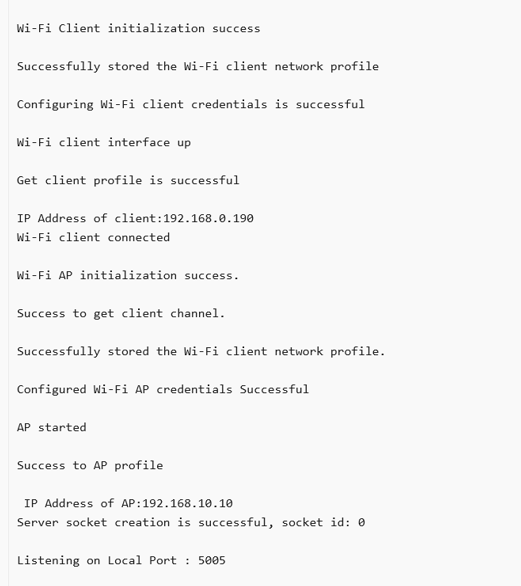 Wi-Fi Client initialization success
Successfully stored the Wi-Fi client network profile
Configuring Wi-Fi client credentials is successful
Wi-Fi client interface up
Get client profile is successful
IP Address of client:192.168.0.190
Wi-Fi client connected
Wi-Fi AP initialization success.
Success to get client channel.
Successfully stored the Wi-Fi client network profile.
Configured Wi-Fi AP credentials Successful
AP started
Success to AP profile
IP Address of AP:192.168.10.10
Server socket creation is successful, socket id: 0
Listening on Local Port : 5005